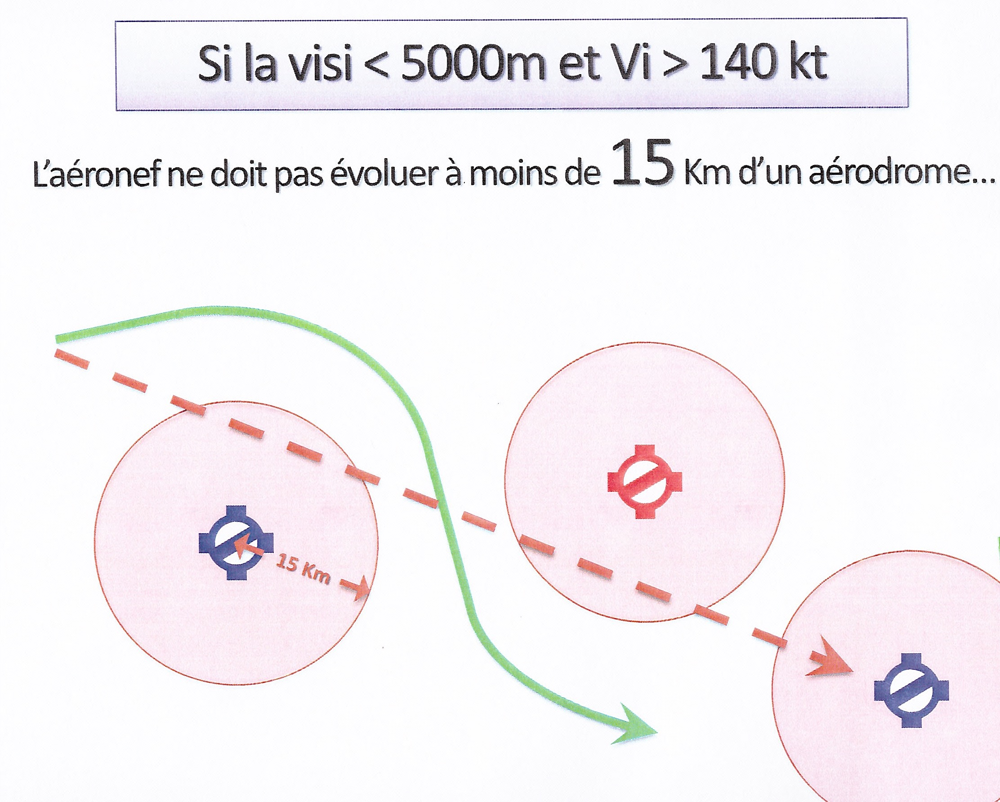 Si la visi < 5000m et Vi > 140 kt
L'aéronef ne doit pas évoluer à moins de 15 Km d'un aérodrome...
15 Km